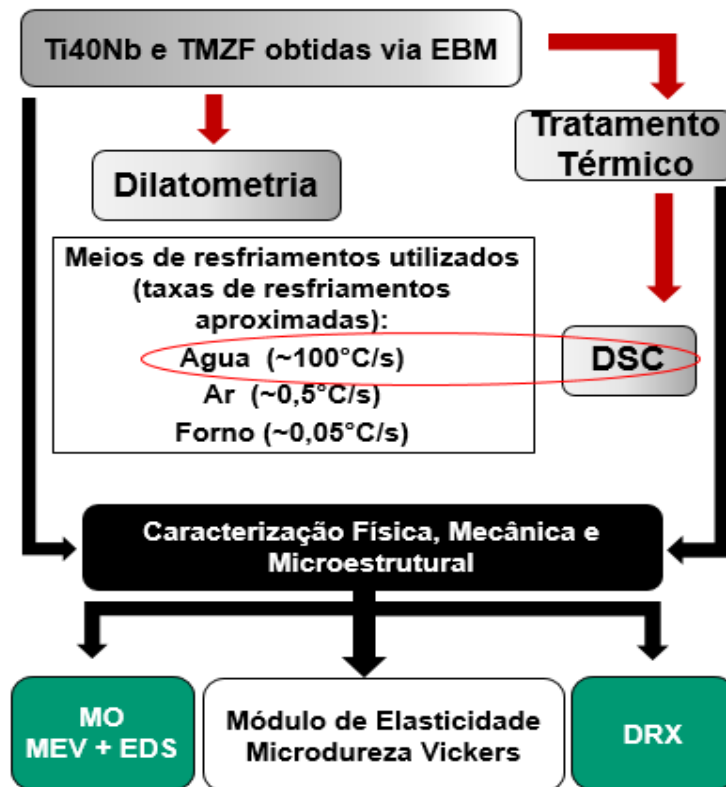 Ti40Nb e TMZF obtidas via EBM
Tratamento
Térmico
Dilatometria
Meios de resfriamentos utilizados
(taxas de resfriamentos
aproximadas):
Agua (~100°C/s)
Ar (~0,5°C/s)
Forno (~0,05°C/s)
DSC
Caracterização Física, Mecânica e
Microestrutural
MO
MEV + EDS
Módulo de Elasticidade
Microdureza Vickers
DRX